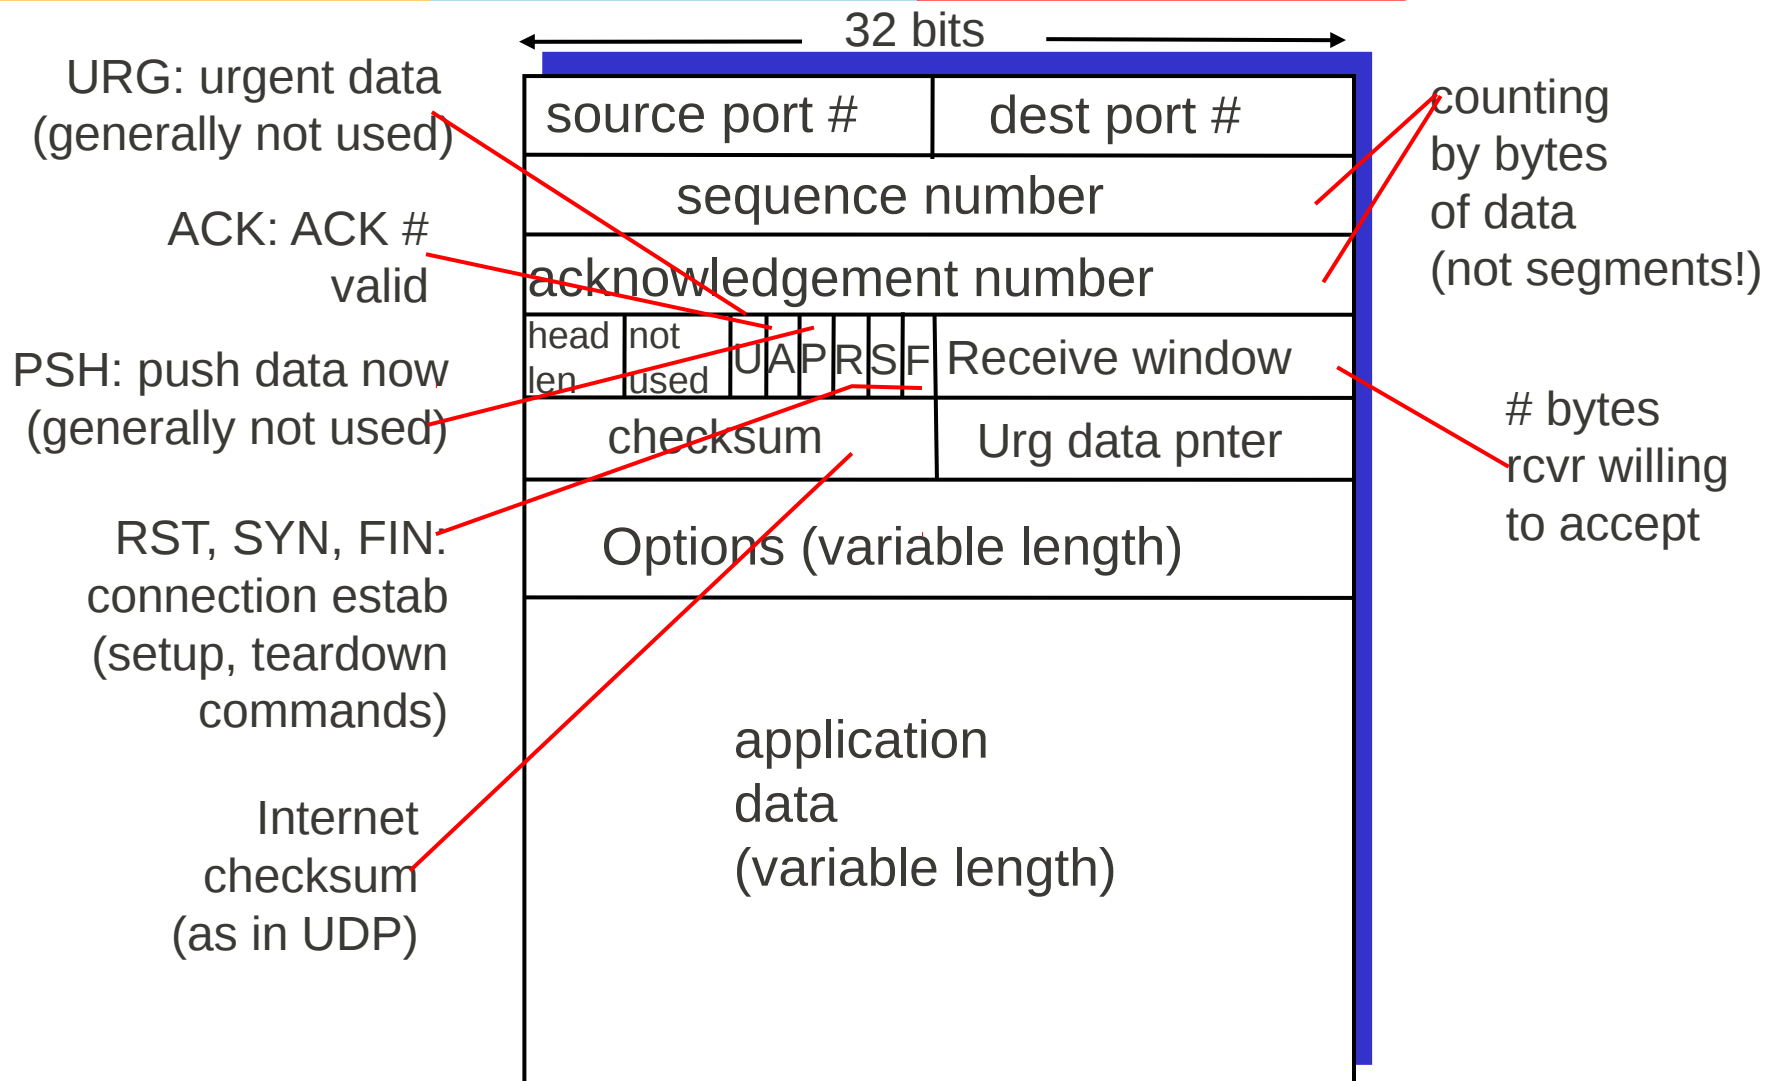 32 bits
URG: urgent data
(generally not used)
ACK: ACK #
valid
PSH: push data now
(generally not used)
RST, SYN, FIN:
connection estab
(setup, teardown
commands)
Internet
checksum
(as in UDP)
source port #
dest port #
sequence number
acknowledgement number
head
len
not
used
U
A
P
R
S
F
Receive window
checksum
Urg data pnter
Options (variable length)
application
data
(variable length)
counting
by bytes
of data
(not segments!)
# bytes
rcvr willing
to accept